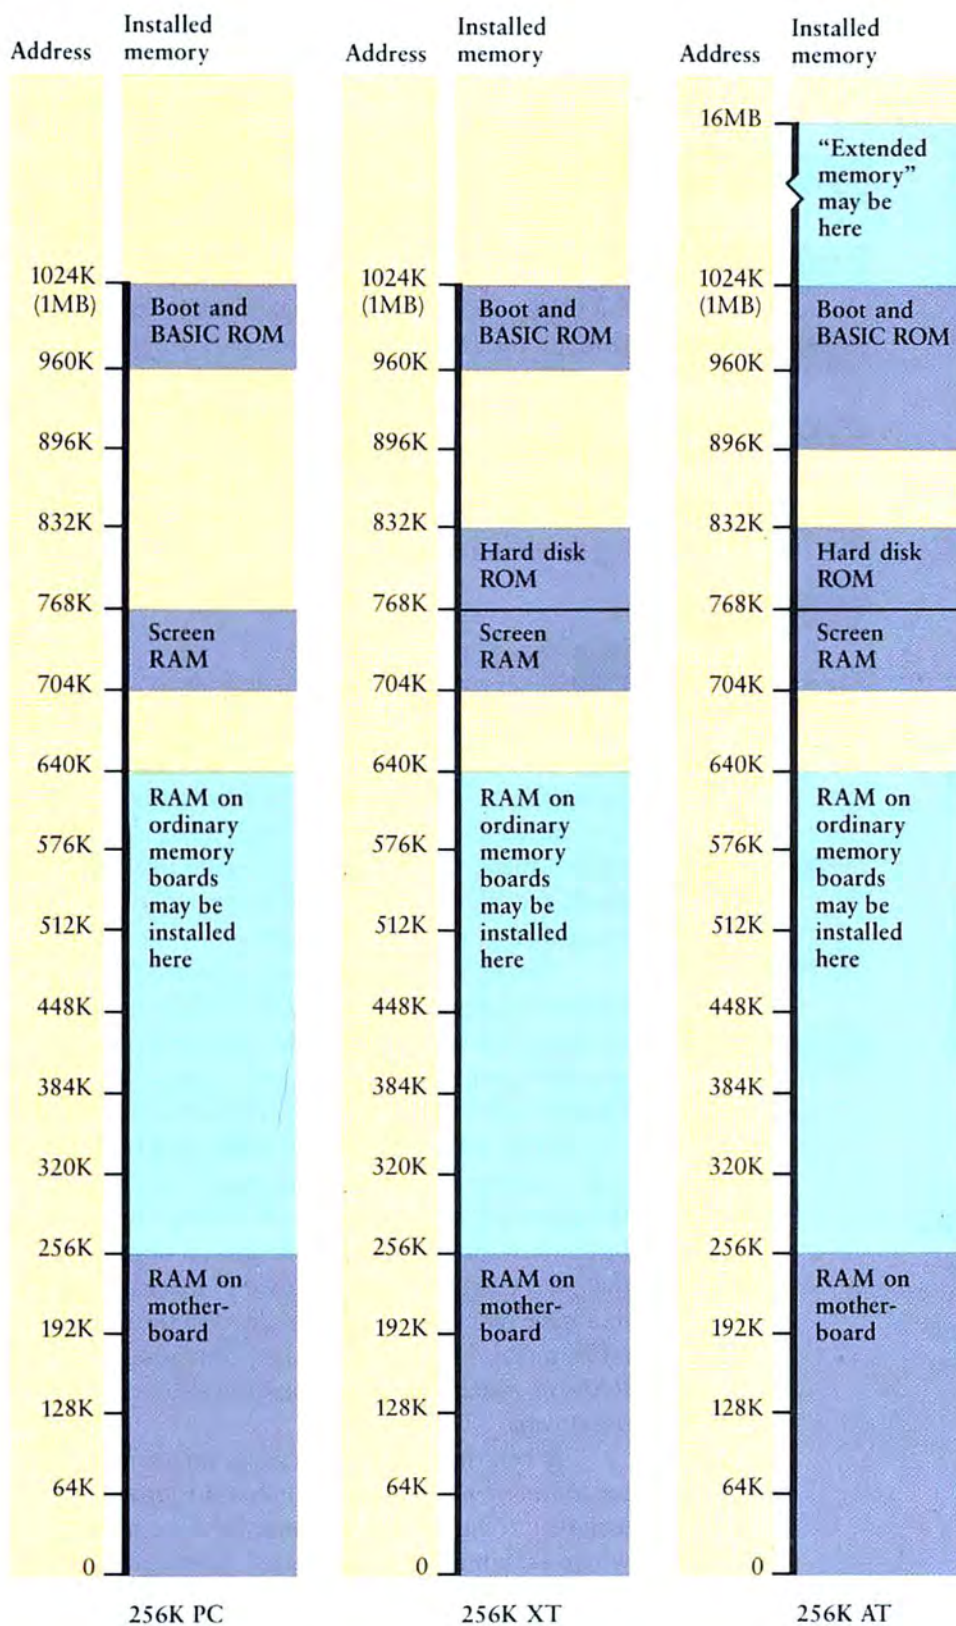 Address
Installed
memory
1024K
(1MB)
960K
896K
832K
768K
704K
640K
576K
512K
448K
384K
320K
256K
192K
128K
64K
0
Boot and
BASIC ROM
Screen
RAM
RAM on
ordinary
memory
boards
may be
installed
here
RAM on
mother-
board
256K PC
Address
Installed
memory
1024K
(1MB)
960K
896K
832K
768K
704K
640K
576K
512K
448K
384K
320K
256K
192K
128K
64K
0
Boot and
BASIC ROM
Hard disk
ROM
Screen
RAM
RAM on
ordinary
memory
boards
may be
installed
here
RAM on
mother-
board
256K XT
Address
Installed
memory
16MB
1024K
(1MB)
960K
896K
832K
768K
704K
640K
576K
512K
448K
384K
320K
256K
192K
128K
64K
0
“Extended
memory”
may be
here
Boot and
BASIC ROM
Hard disk
ROM
Screen
RAM
RAM on
ordinary
memory
boards
may be
installed
here
RAM on
mother-
board
256K AT